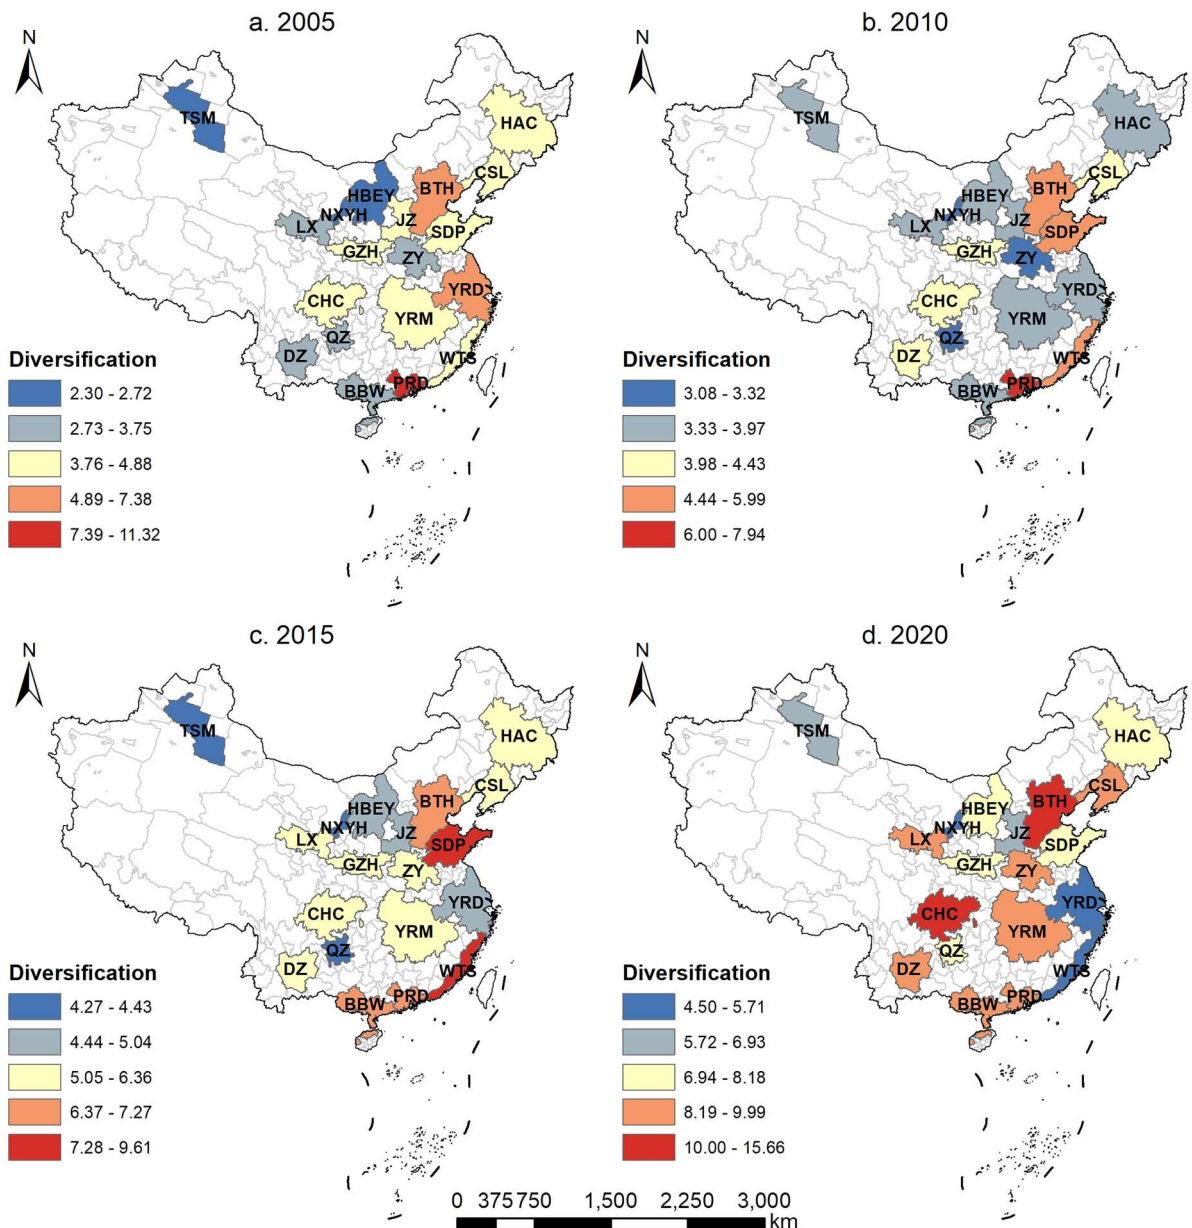 a. 2005
N
TSM
HAC
CSL
BTH
HBEY
NXYH
JZ
LX
SDP
GZH
ZY
YRD
CHC
YRM
QZ
DZ
WTS
PRD
BBW
Diversification
2.30 - 2.72
2.73 - 3.75
3.76 - 4.88
4.89 - 7.38
7.39 - 11.32
b. 2010
N
TSM
HAC
CSL
BTH
HBEY
NXYH
JZ
LX
SDP
GZH
ZY
YRD
CHC
YRM
QZ
DZ
WTS
PRD
BBW
Diversification
3.08 - 3.32
3.33 - 3.97
3.98 - 4.43
4.44 - 5.99
6.00 - 7.94
c. 2015
N
TSM
HAC
CSL
BTH
HBEY
NXYH
JZ
LX
SDP
GZH
ZY
YRD
CHC
YRM
QZ
DZ
WTS
PRD
BBW
Diversification
4.27 - 4.43
4.44 - 5.04
5.05 - 6.36
6.37 - 7.27
7.28 - 9.61
d. 2020
N
TSM
HAC
CSL
BTH
HBEY
NXYH
JZ
LX
SDP
GZH
ZY
YRD
CHC
YRM
QZ
DZ
WTS
PRD
BBW
Diversification
4.50 - 5.71
5.72 - 6.93
6.94 - 8.18
8.19 - 9.99
10.00 - 15.66
0 375 750 1,500 2,250 3,000
km